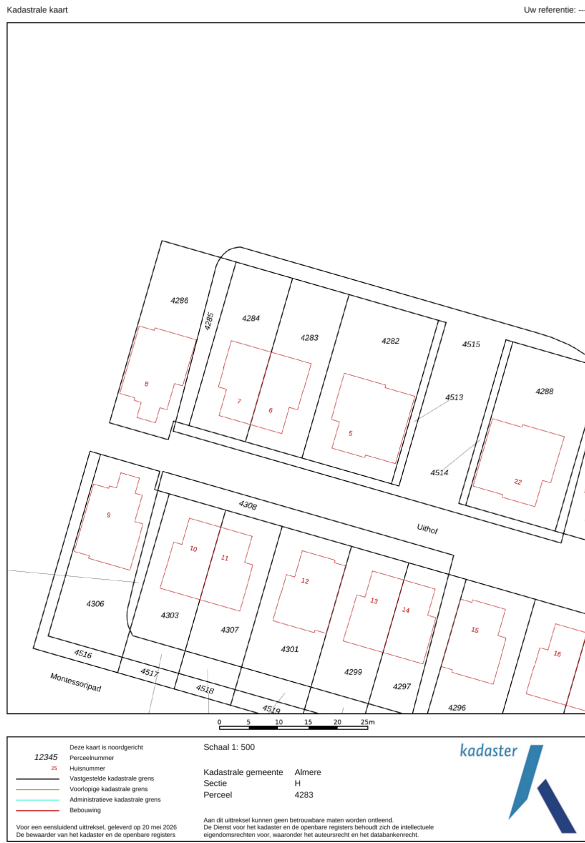 Kadastrale kaart
Uw referentie: --
4286
4285
4284
4283
4282
4515
4288
4513
4514
8
7
6
5
22
9
4308
Uithof
10
11
12
13
14
15
16
4306
4303
4307
4301
4299
4297
4296
4516
4517
4518
4519
Montessoripad
0 5 10 15 20 25m
12345
25
Deze kaart is noordgericht
Perceelnummer
Huisnummer
Vastgestelde kadastrale grens
Voorlopige kadastrale grens
Administratieve kadastrale grens
Bebouwing
Voor een eensluidend uittreksel, geleverd op 20 mei 2026
De bewaarder van het kadaster en de openbare registers
Schaal 1: 500
Kadastrale gemeente Almere
Sectie H
Perceel 4283
Aan dit uittreksel kunnen geen betrouwbare maten worden ontleend.
De Dienst voor het kadaster en de openbare registers behoudt zich de intellectuele
eigendomsrechten voor, waaronder het auteursrecht en het databankenrecht.
kadaster